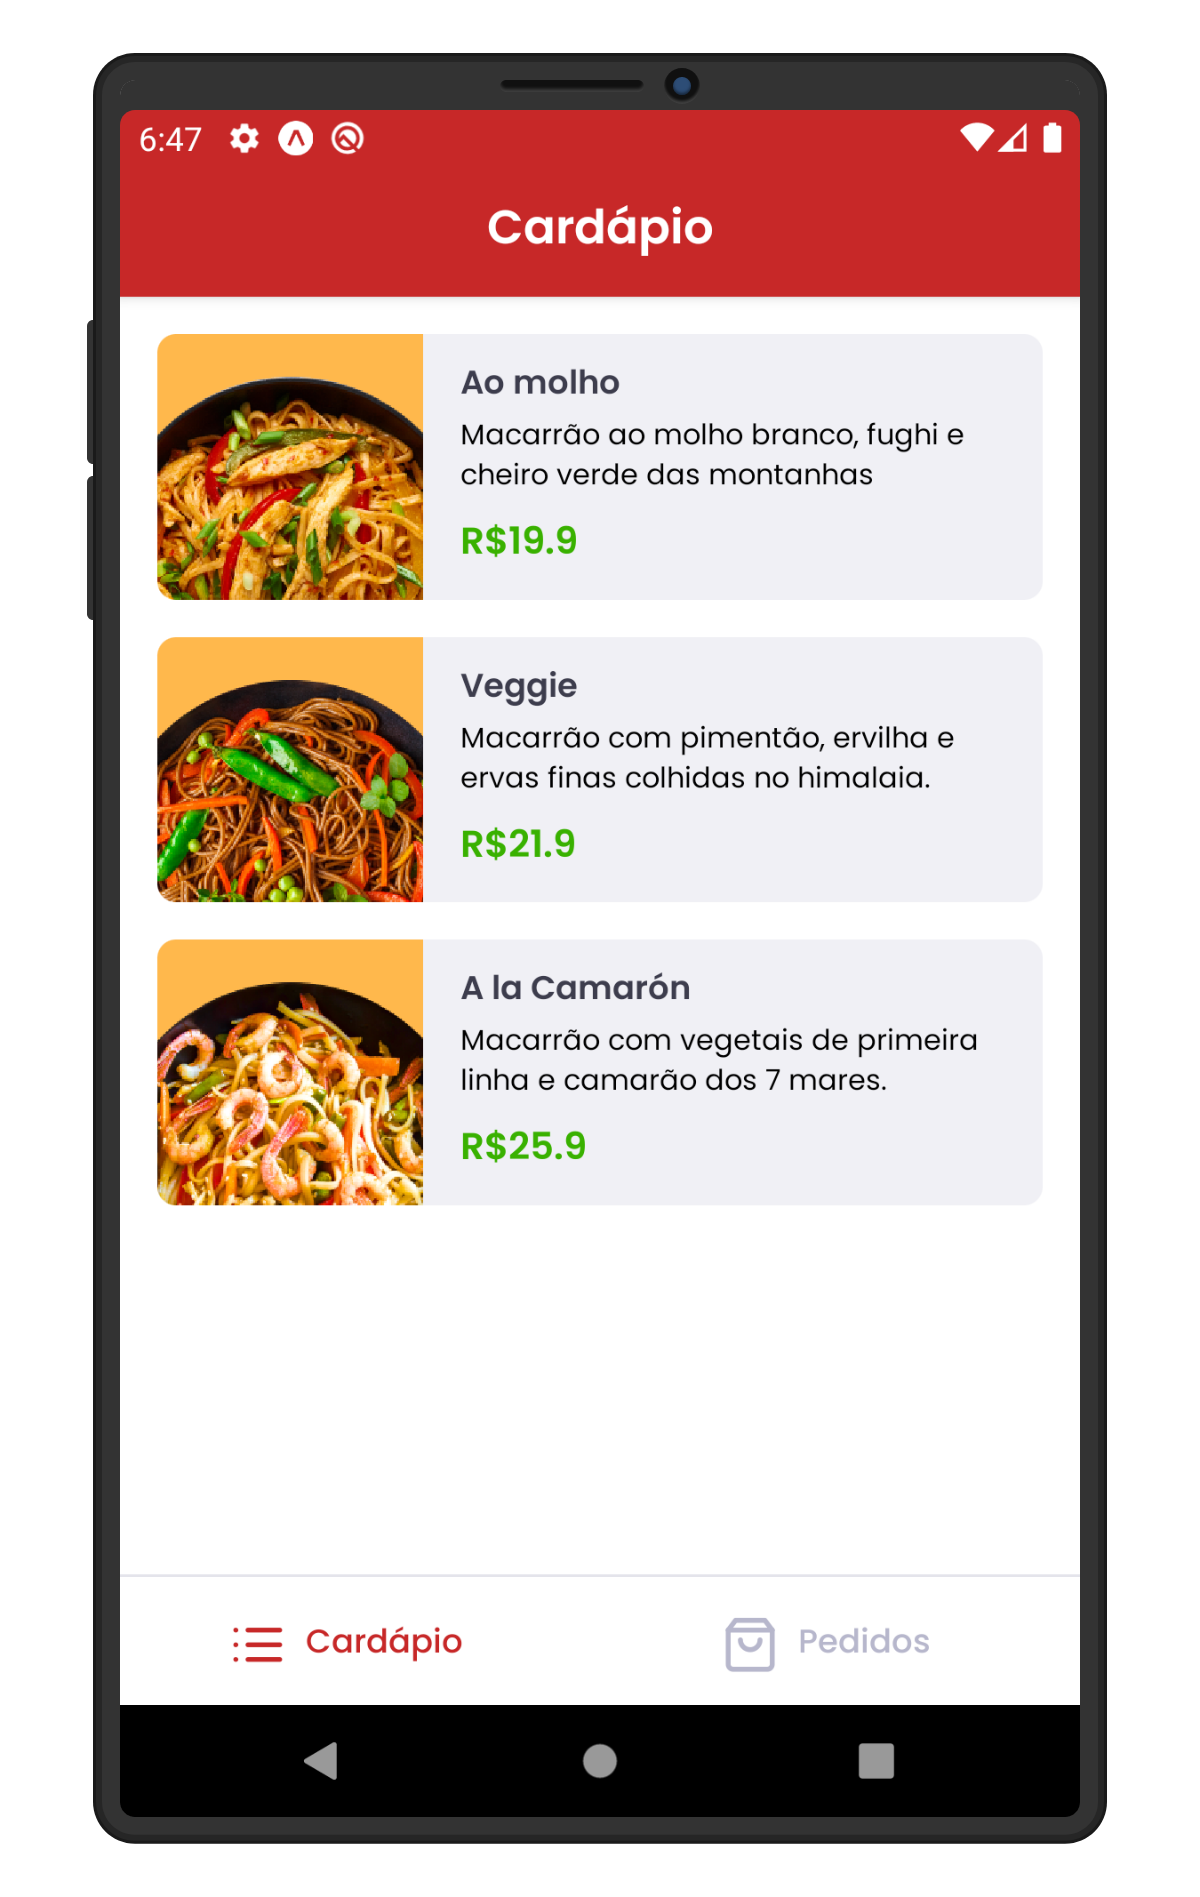 6:47
Cardápio
Ao molho
Macarrão ao molho branco, fughi e
cheiro verde das montanhas
R$19.9
Veggie
Macarrão com pimentão, ervilha e
ervas finas colhidas no himalaia.
R$21.9
A la Camarón
Macarrão com vegetais de primeira
linha e camarão dos 7 mares.
R$25.9
Cardápio
Pedidos